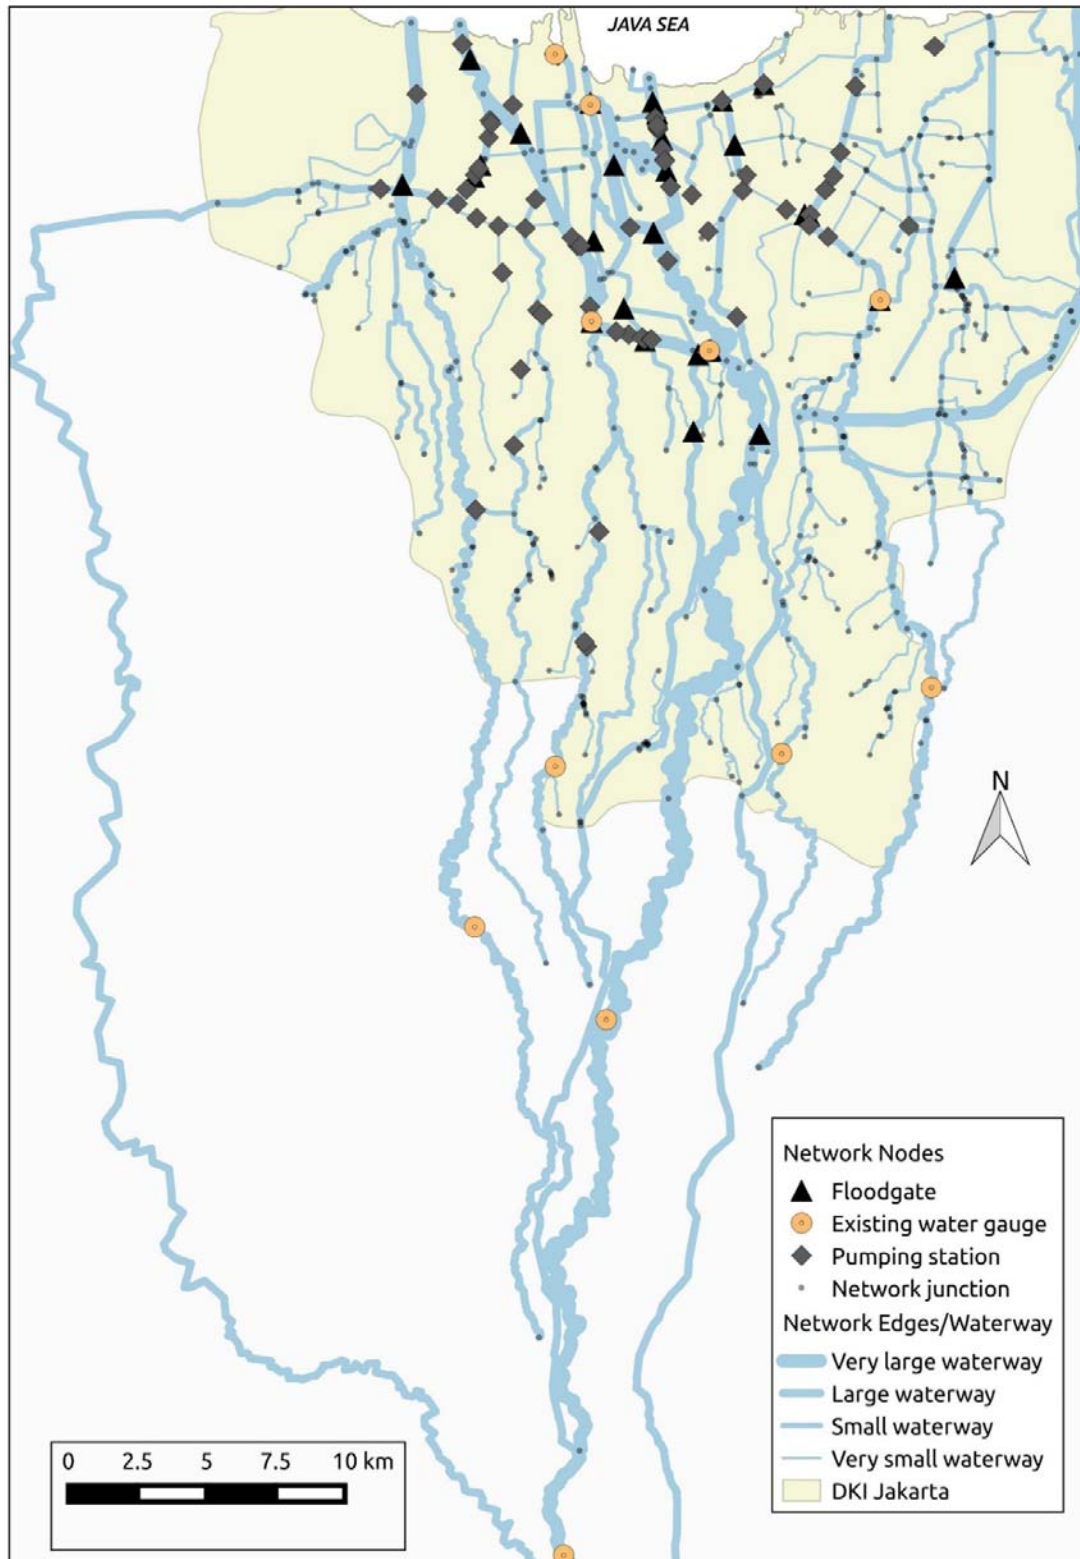 JAVA SEA
N
Network Nodes
Floodgate
Existing water gauge
Pumping station
Network junction
Network Edges/Waterway
Very large waterway
Large waterway
Small waterway
Very small waterway
DKI Jakarta
0 2.5 5 7.5 10 km